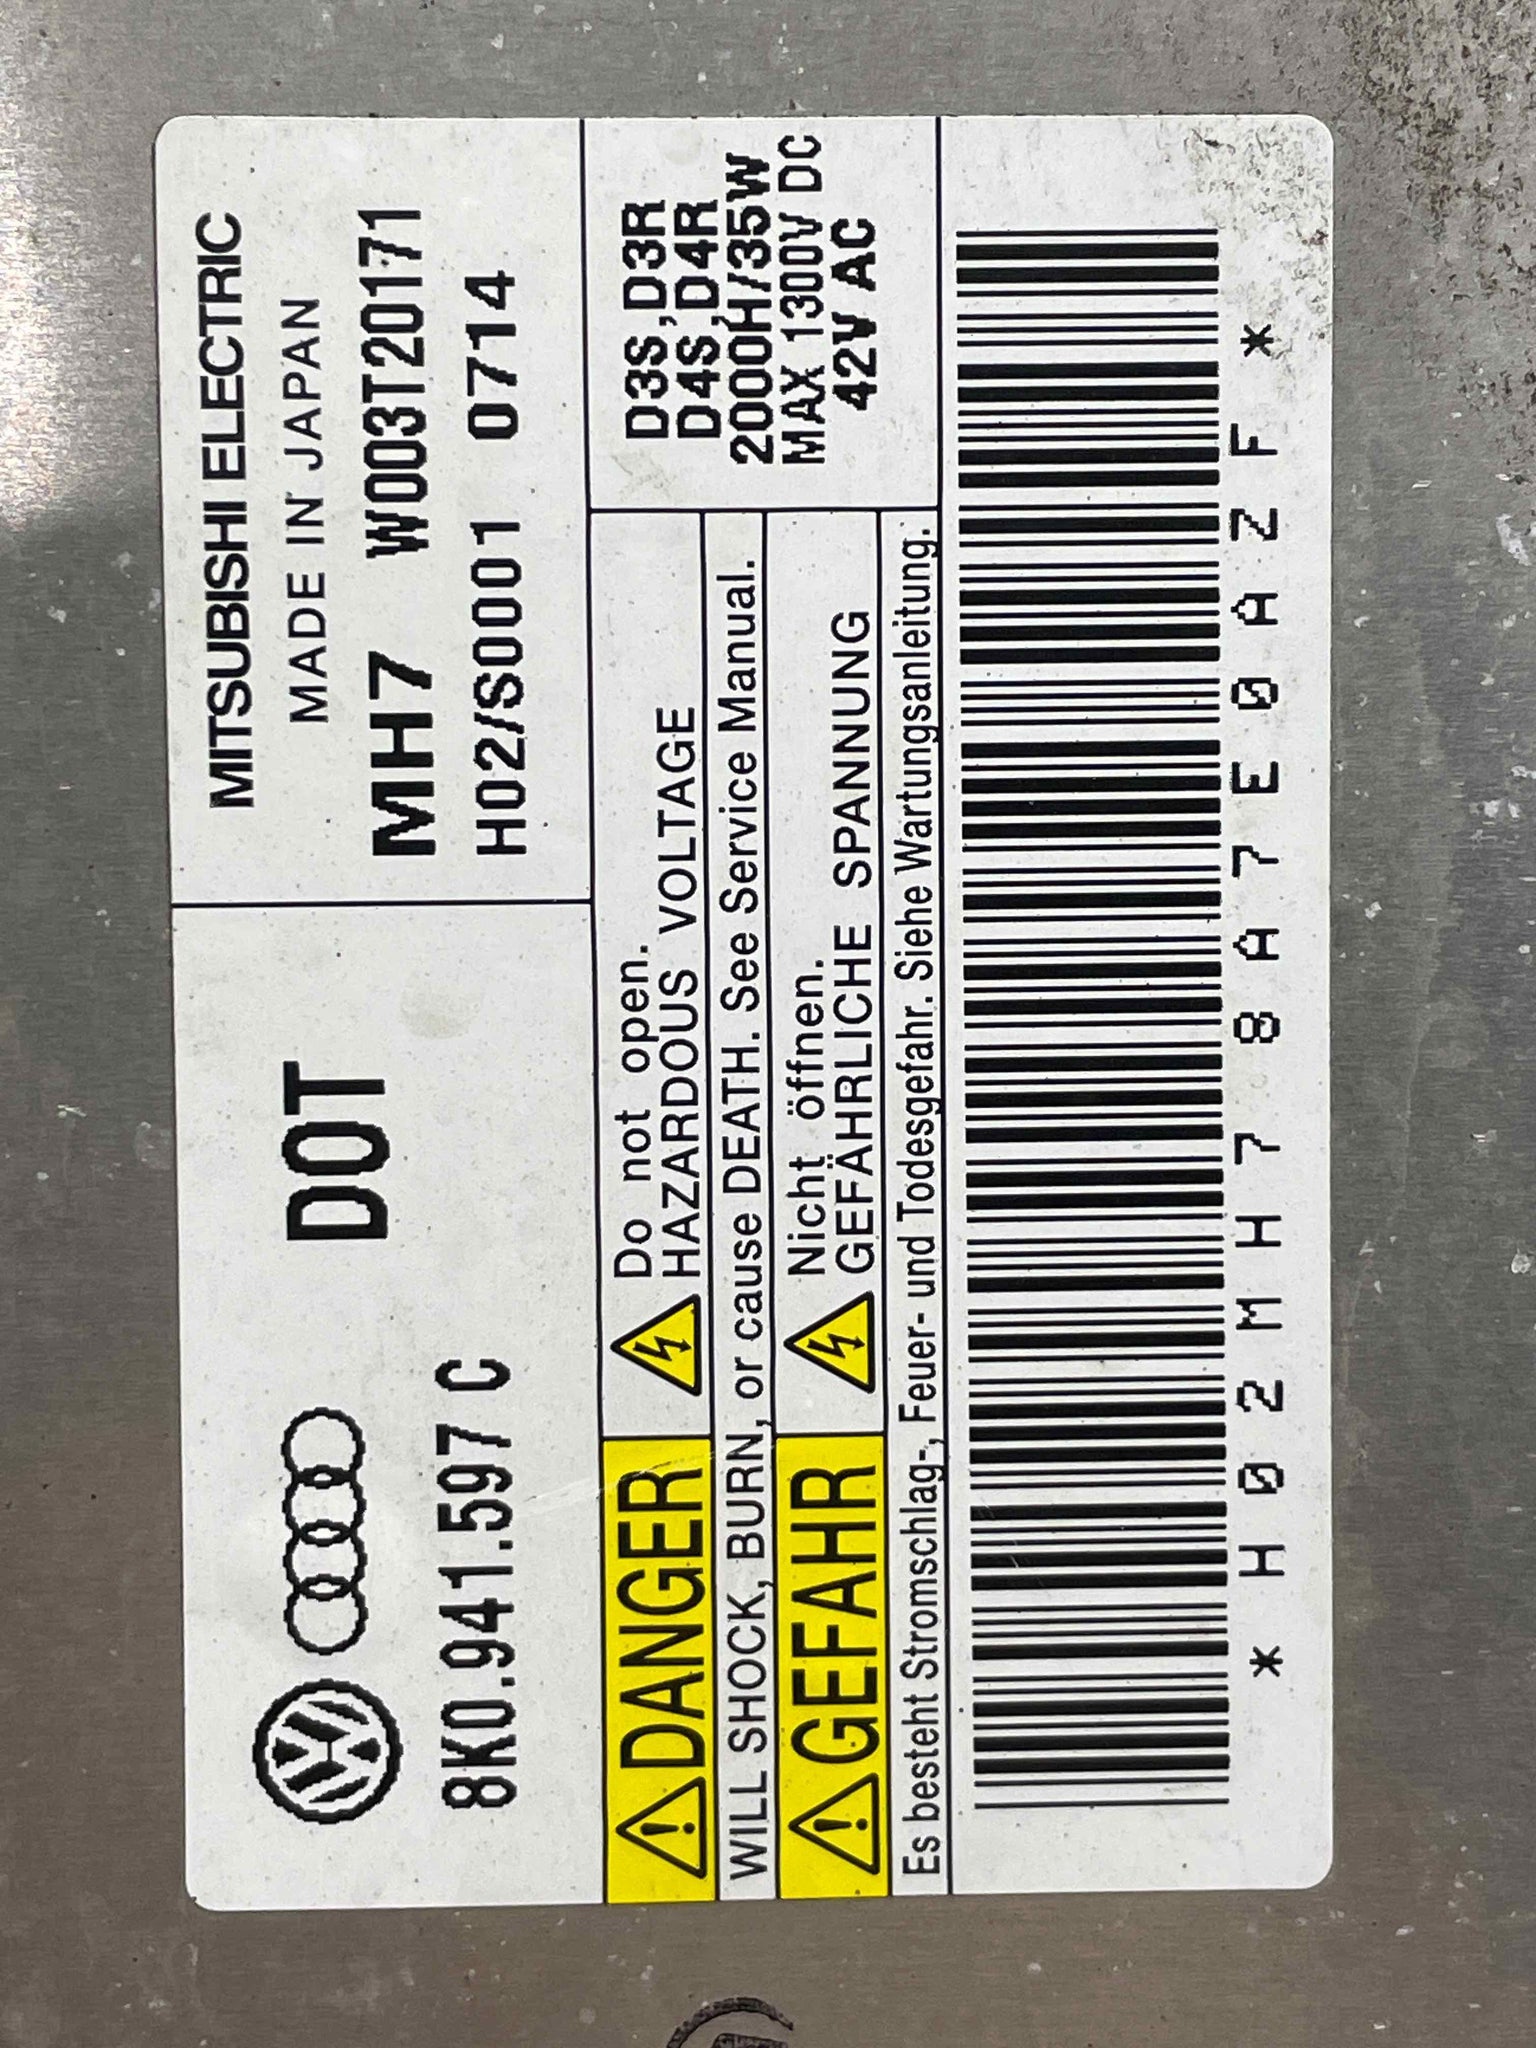 DOT
8K0.941.597 C
MITSUBISHI ELECTRIC
MADE IN JAPAN
MH7 W003T20171
H02/S0001 0714
DANGER
Do not open.
HAZARDOUS VOLTAGE
WILL SHOCK, BURN, or cause DEATH. See Service Manual.
GEFAHR
Nicht öffnen.
GEFÄHRLICHE SPANNUNG
Es besteht Stromschlag-, Feuer- und Todesgefahr. Siehe Wartungsanleitung.
D3S,D3R
D4S,D4R
2000H/35W
MAX 1300V DC
42V AC
*H02MH78A7E0AZF*